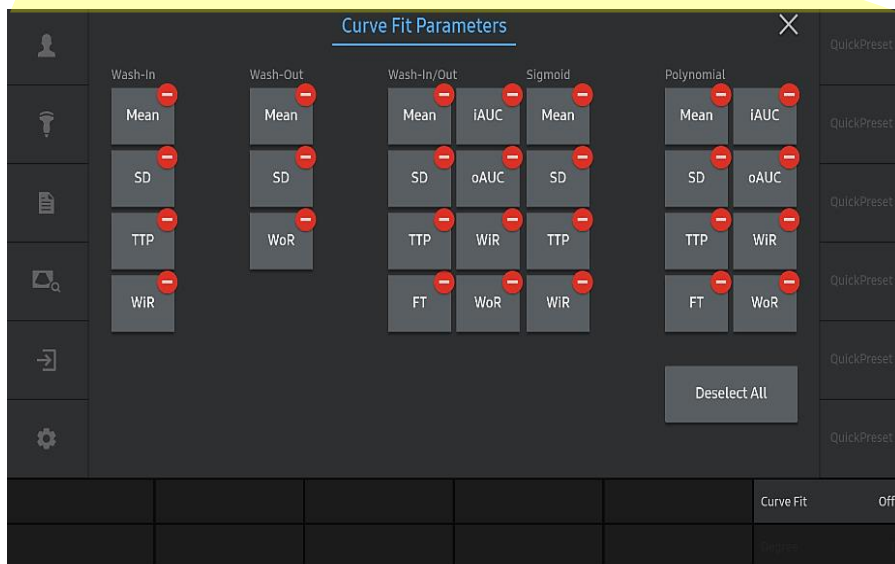 Curve Fit Parameters
QuickPreset
Wash-In
Wash-Out
Wash-In/Out
Sigmoid
Polynomial
Mean
Mean
Mean
iAUC
Mean
Mean
iAUC
QuickPreset
SD
SD
SD
oAUC
SD
SD
oAUC
QuickPreset
TTP
WoR
TTP
WiR
TTP
TTP
WiR
QuickPreset
WiR
FT
WoR
WiR
FT
WoR
QuickPreset
Deselect All
QuickPreset
Curve Fit Off